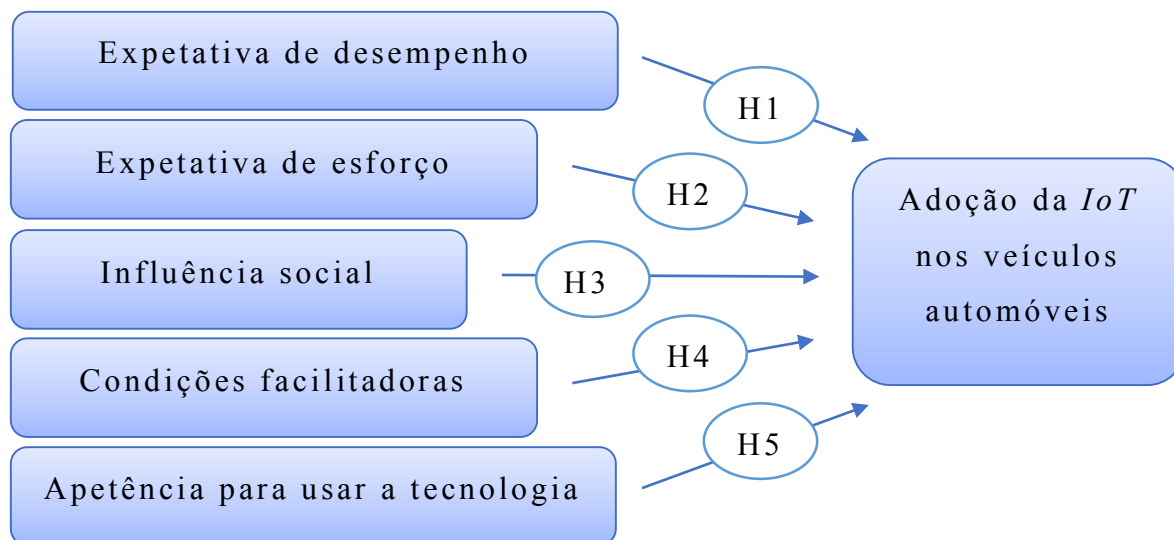 Expetativa de desempenho
H1
Expetativa de esforço
H2
Influência social
H3
Condições facilitadoras
H4
Apetência para usar a tecnologia
H5
Adoção da IoT
nos veículos
automóveis